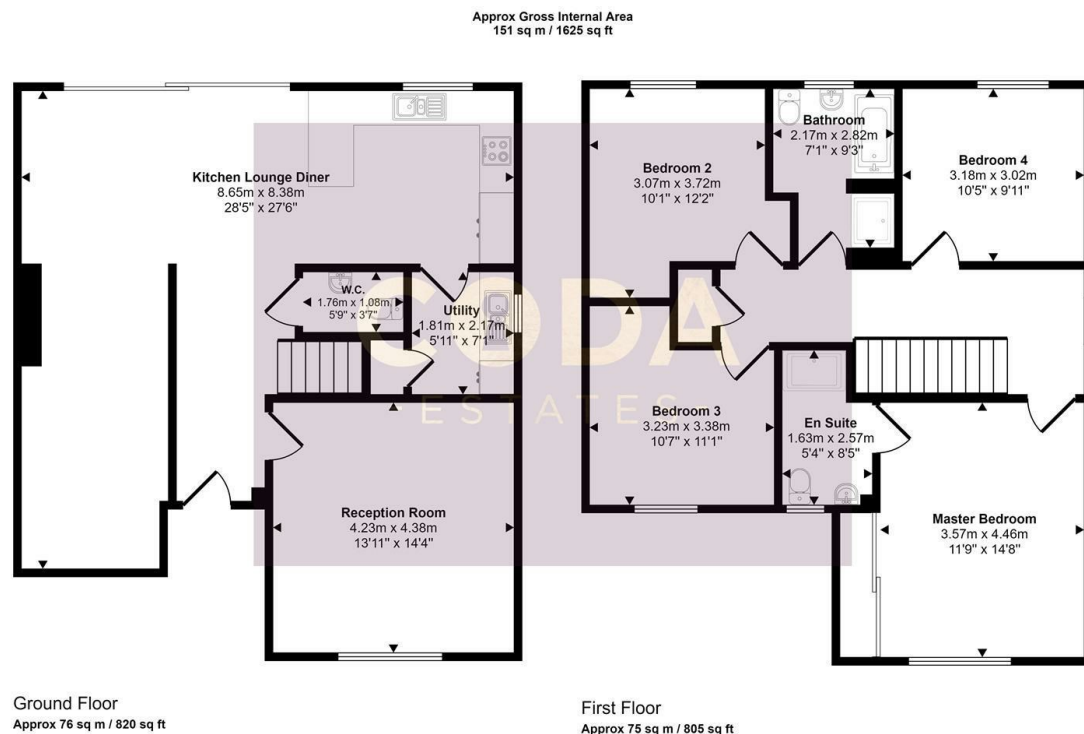 Approx Gross Internal Area
151 sq m / 1625 sq ft
Kitchen Lounge Diner
8.65m x 8.38m
28'5" x 27'6"
W.C.
1.76m x 1.08m
5'9" x 3'7"
Utility
1.81m x 2.17m
5'11" x 7'1"
Reception Room
4.23m x 4.38m
13'11" x 14'4"
Ground Floor
Approx 76 sq m / 820 sq ft
Bedroom 2
3.07m x 3.72m
10'1" x 12'2"
Bathroom
2.17m x 2.82m
7'1" x 9'3"
Bedroom 4
3.18m x 3.02m
10'5" x 9'11"
Bedroom 3
3.23m x 3.38m
10'7" x 11'1"
En Suite
1.63m x 2.57m
5'4" x 8'5"
Master Bedroom
3.57m x 4.46m
11'9" x 14'8"
First Floor
Approx 75 sq m / 805 sq ft
CODA
ESTATES